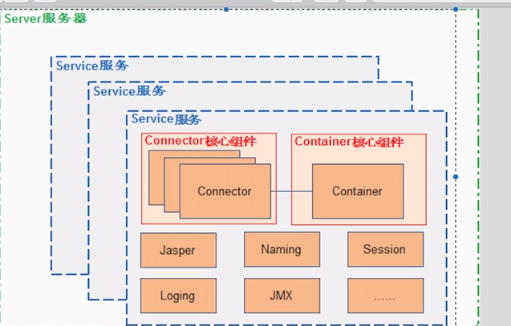 Server服务器
Service服务
Service服务
Service服务
Connector核心组件
Container核心组件
Connector
Container
Jasper
Naming
Session
Loging
JMX
......